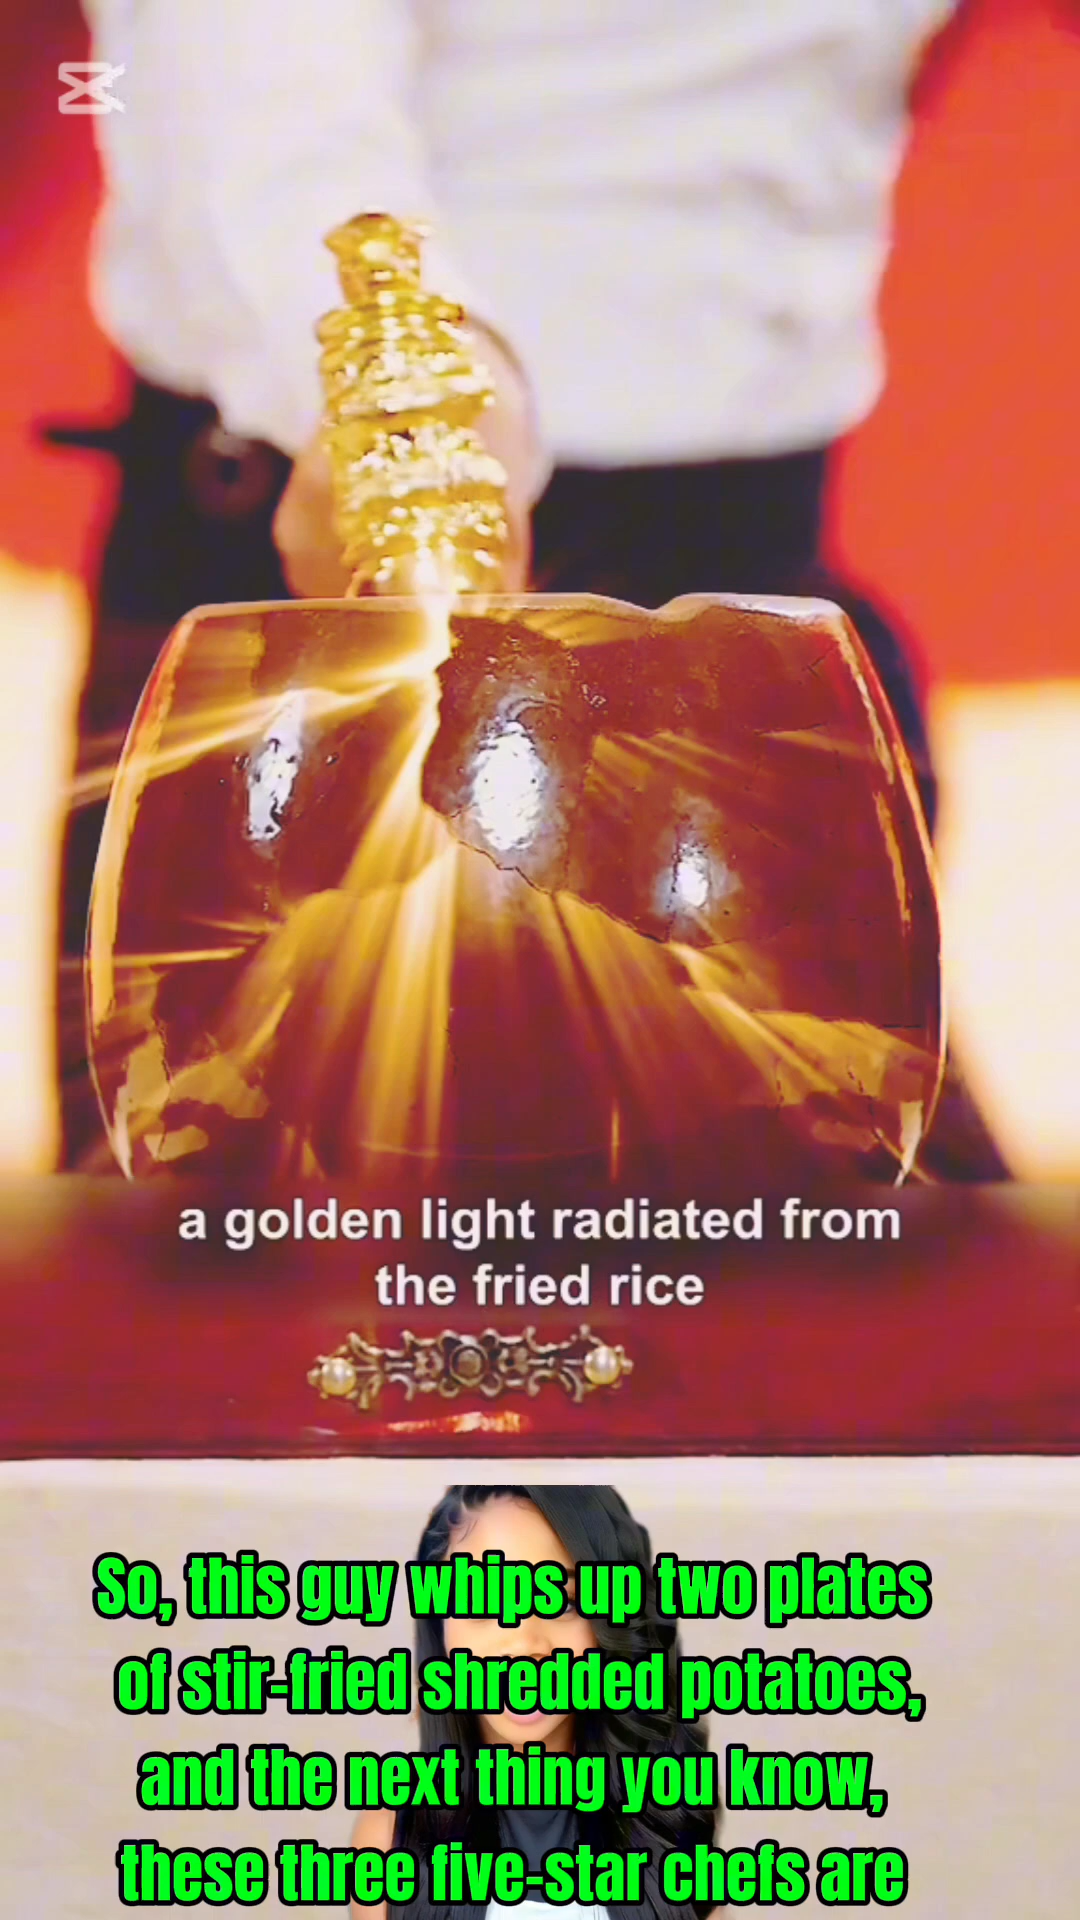 a golden light radiated from
the fried rice
So, this guy whips up two plates
of stir-fried shredded potatoes,
and the next thing you know,
these three five-star chefs are